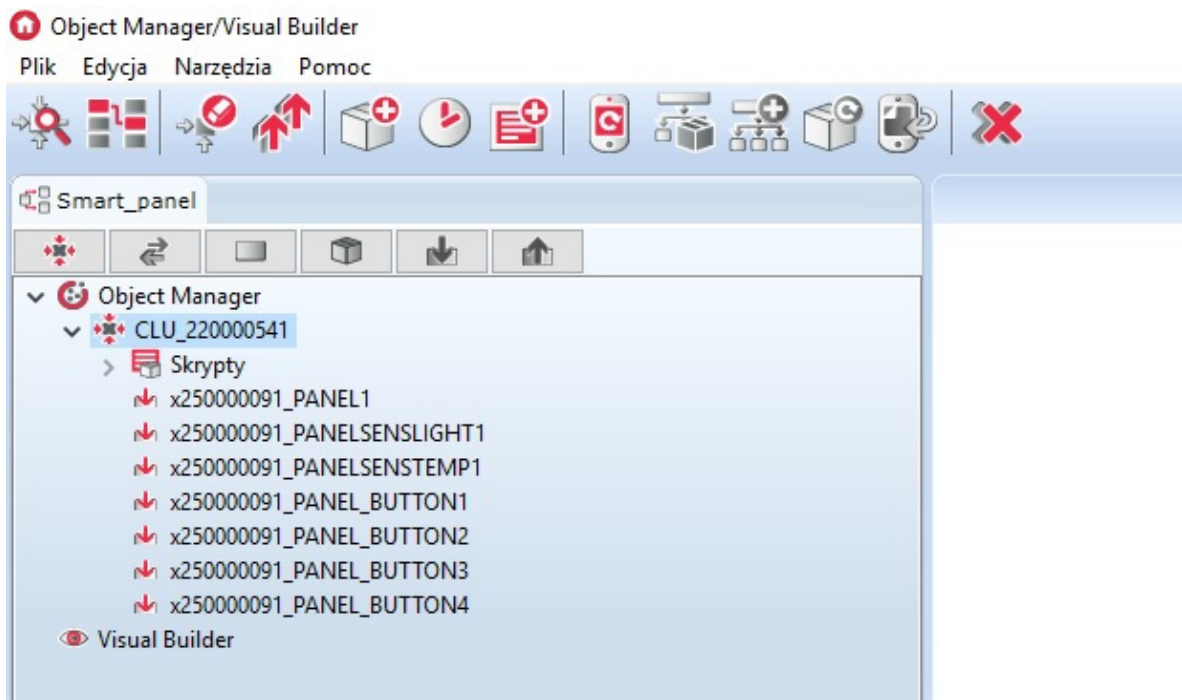 Object Manager/Visual Builder
Plik Edycja Narzędzia Pomoc
Smart_panel
Object Manager
CLU_220000541
Skrypty
x250000091_PANEL1
x250000091_PANELSENSLIGHT1
x250000091_PANELSENSTEMP1
x250000091_PANEL_BUTTON1
x250000091_PANEL_BUTTON2
x250000091_PANEL_BUTTON3
x250000091_PANEL_BUTTON4
Visual Builder